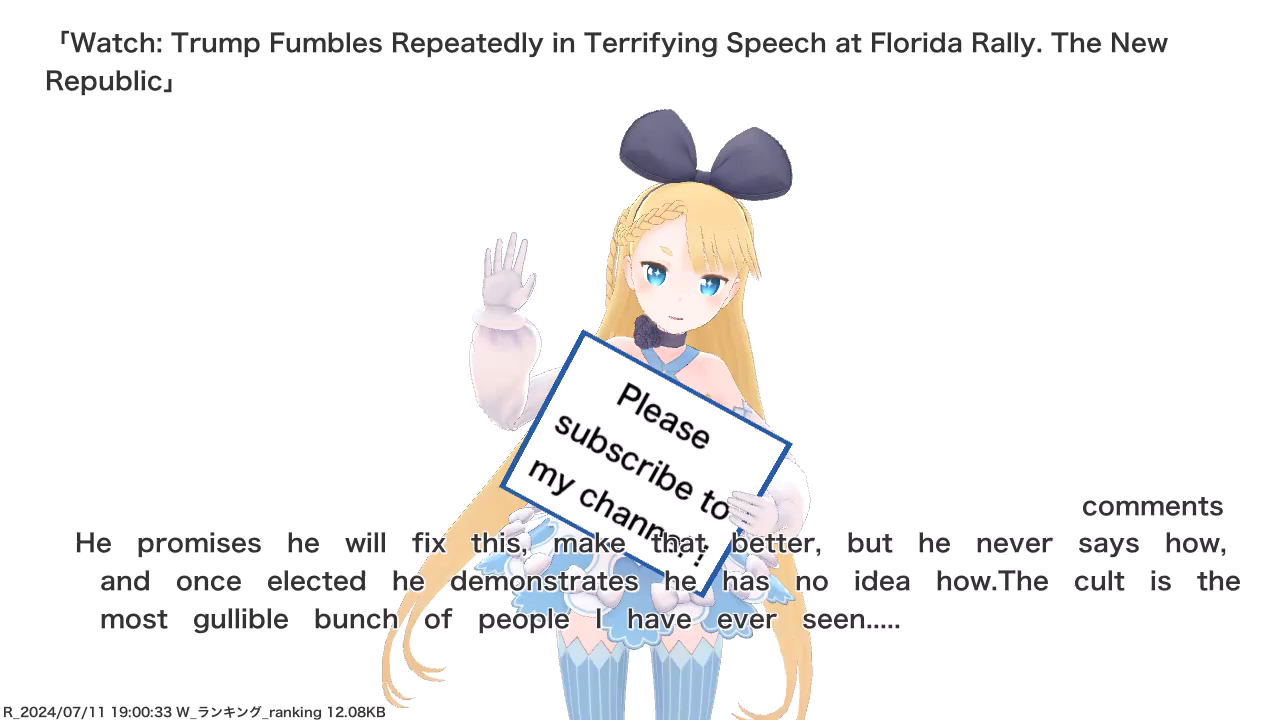 「Watch: Trump Fumbles Repeatedly in Terrifying Speech at Florida Rally. The New
Republic」
Please
subscribe to
my channel !
comments
He promises he will fix this, make that better, but he never says how,
and once elected he demonstrates he has no idea how.The cult is the
most gullible bunch of people I have ever seen.....
R_2024/07/11 19:00:33 W_ランキング_ranking 12.08KB